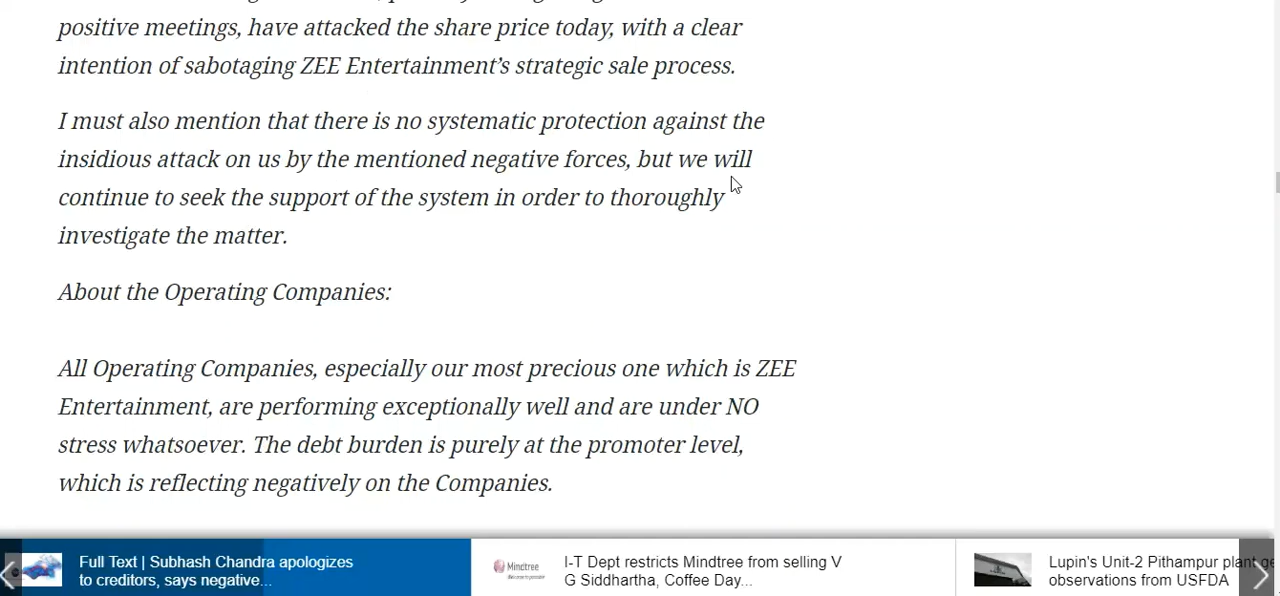 positive meetings, have attacked the share price today, with a clear
intention of sabotaging ZEE Entertainment's strategic sale process.
I must also mention that there is no systematic protection against the
insidious attack on us by the mentioned negative forces, but we will
continue to seek the support of the system in order to thoroughly
investigate the matter.
About the Operating Companies:
All Operating Companies, especially our most precious one which is ZEE
Entertainment, are performing exceptionally well and are under NO
stress whatsoever. The debt burden is purely at the promoter level,
which is reflecting negatively on the Companies.
Full Text | Subhash Chandra apologizes
to creditors, says negative...
Mindtree
I-T Dept restricts Mindtree from selling V
G Siddhartha, Coffee Day...
Lupin's Unit-2 Pithampur plant
observations from USFDA